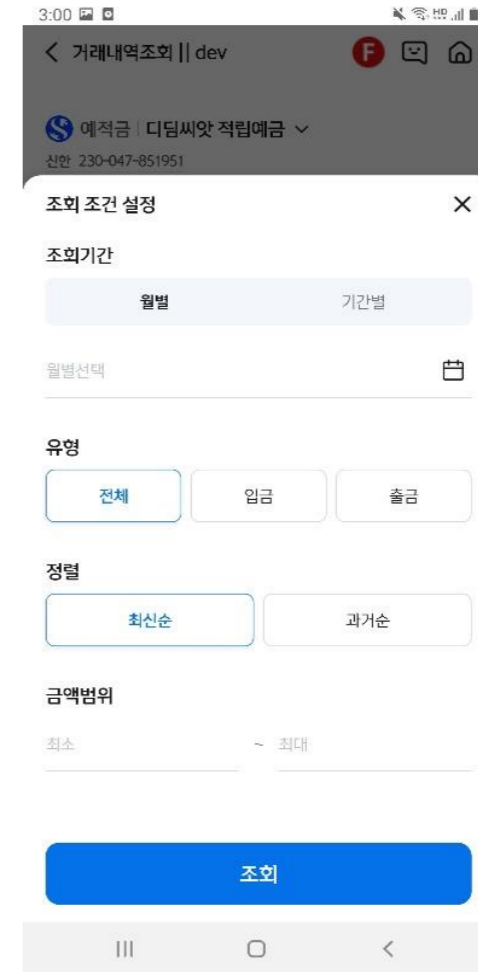 3:00
거래내역조회 || dev
F
S 예적금 | 디딤씨앗 적립예금
신한 230-047-851951
조회 조건 설정
조회기간
월별 기간별
월별선택
유형
전체 입금 출금
정렬
최신순 과거순
금액범위
최소 ~ 최대
조회